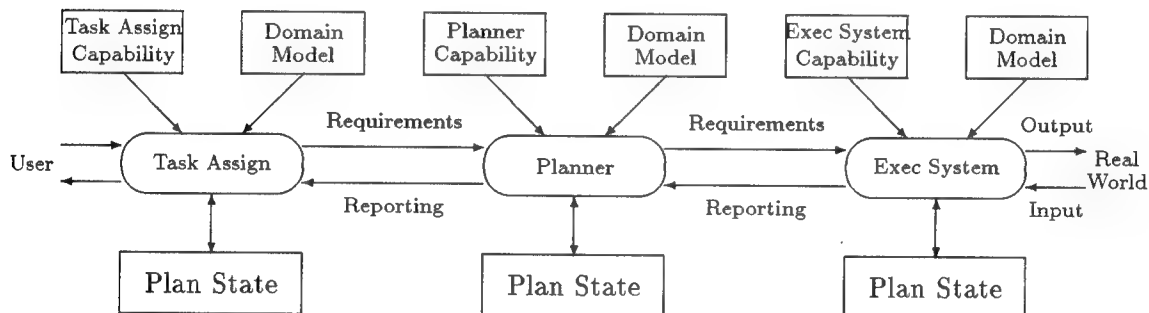 Task Assign
Capability
Domain
Model
Planner
Capability
Domain
Model
Exec System
Capability
Domain
Model
Requirements
Requirements
Output
User
Task Assign
Planner
Exec System
Real
World
Reporting
Reporting
Input
Plan State
Plan State
Plan State